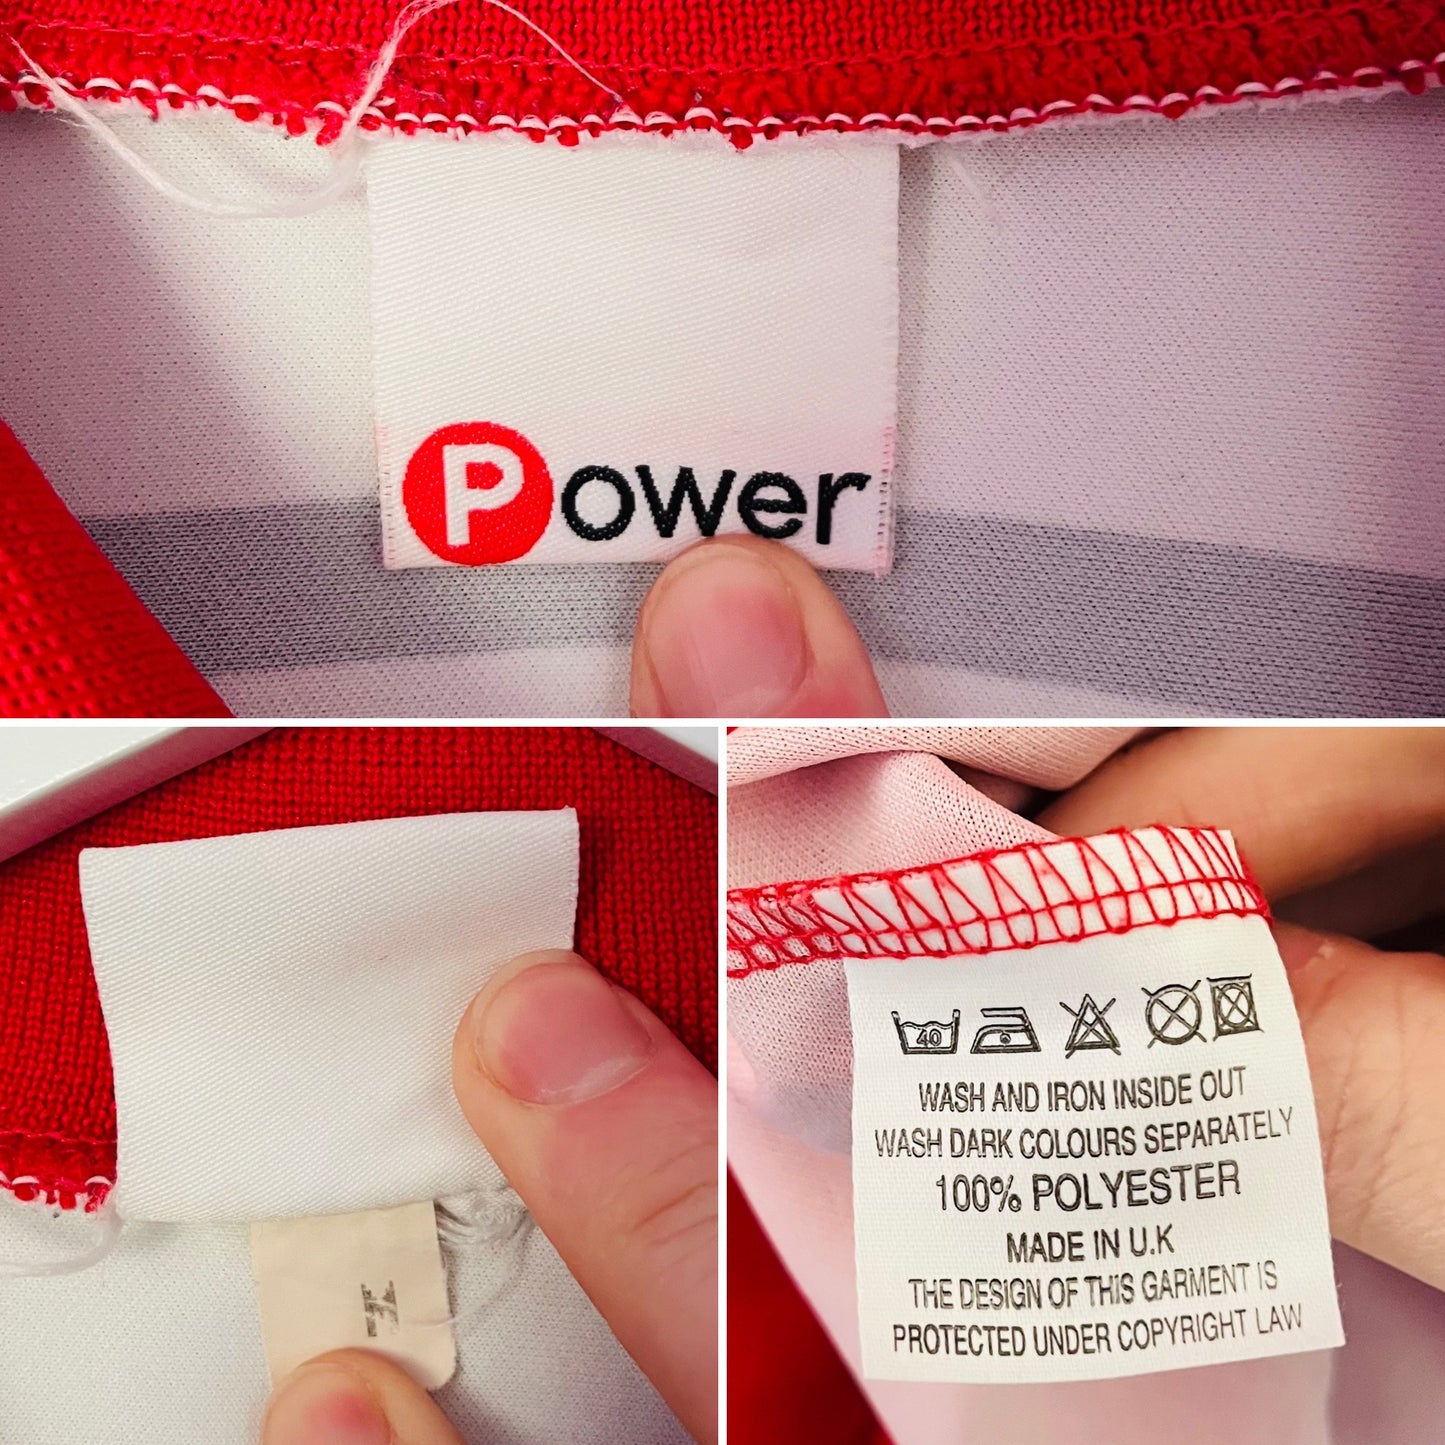 Power
40
WASH AND IRON INSIDE OUT
WASH DARK COLOURS SEPARATELY
100% POLYESTER
MADE IN U.K
THE DESIGN OF THiS GARMENT IS
PROTECTED UNDER COPYRIGHT LAW